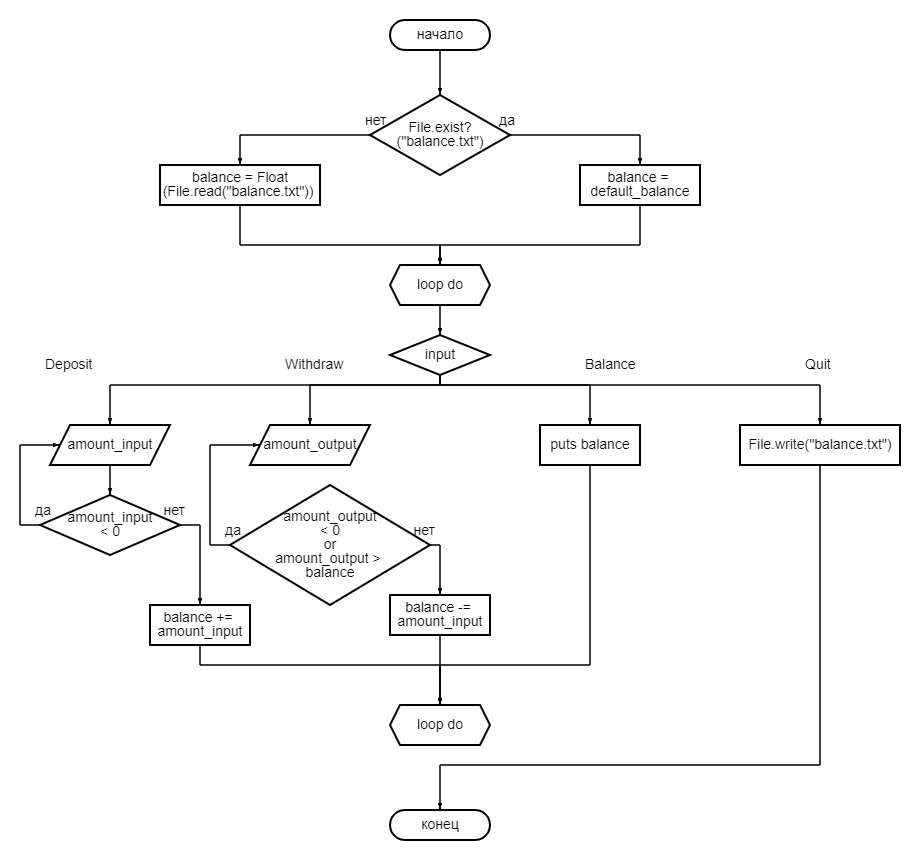 начало
нет
да
File.exist?
("balance.txt")
balance = Float
(File.read("balance.txt"))
balance =
default_balance
loop do
input
Deposit
Withdraw
Balance
Quit
amount_input
amount_output
puts balance
File.write("balance.txt")
да
amount_input
< 0
нет
да
amount_output
< 0
or
amount_output >
balance
нет
balance +=
amount_input
balance -=
amount_input
loop do
конец